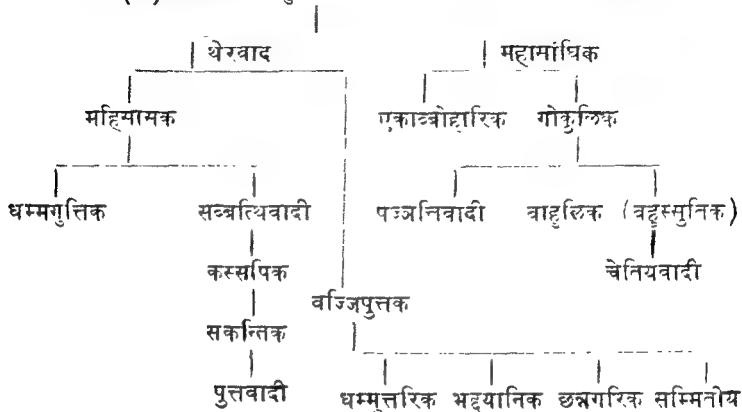 थेरवाद महासांघिक
महिंसासक एकाब्बोहारिक गोकुलिक
धम्मगुत्तिक सब्बत्थिवादी पञ्ञत्तिवादी बाहुलिक (बहुस्सुतिक)
कस्सपिक चेतियवादी
वज्जिपुत्तक
सकन्तिक
पुत्तवादी धम्मुत्तरिक भद्दयानिक छन्नगरिक सम्मितीय